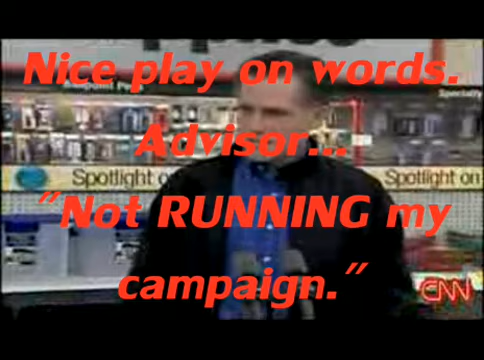 Nice play on words.
Advisor...
"Not RUNNING my
campaign."
Spotlight on
Spotlight on
CNN